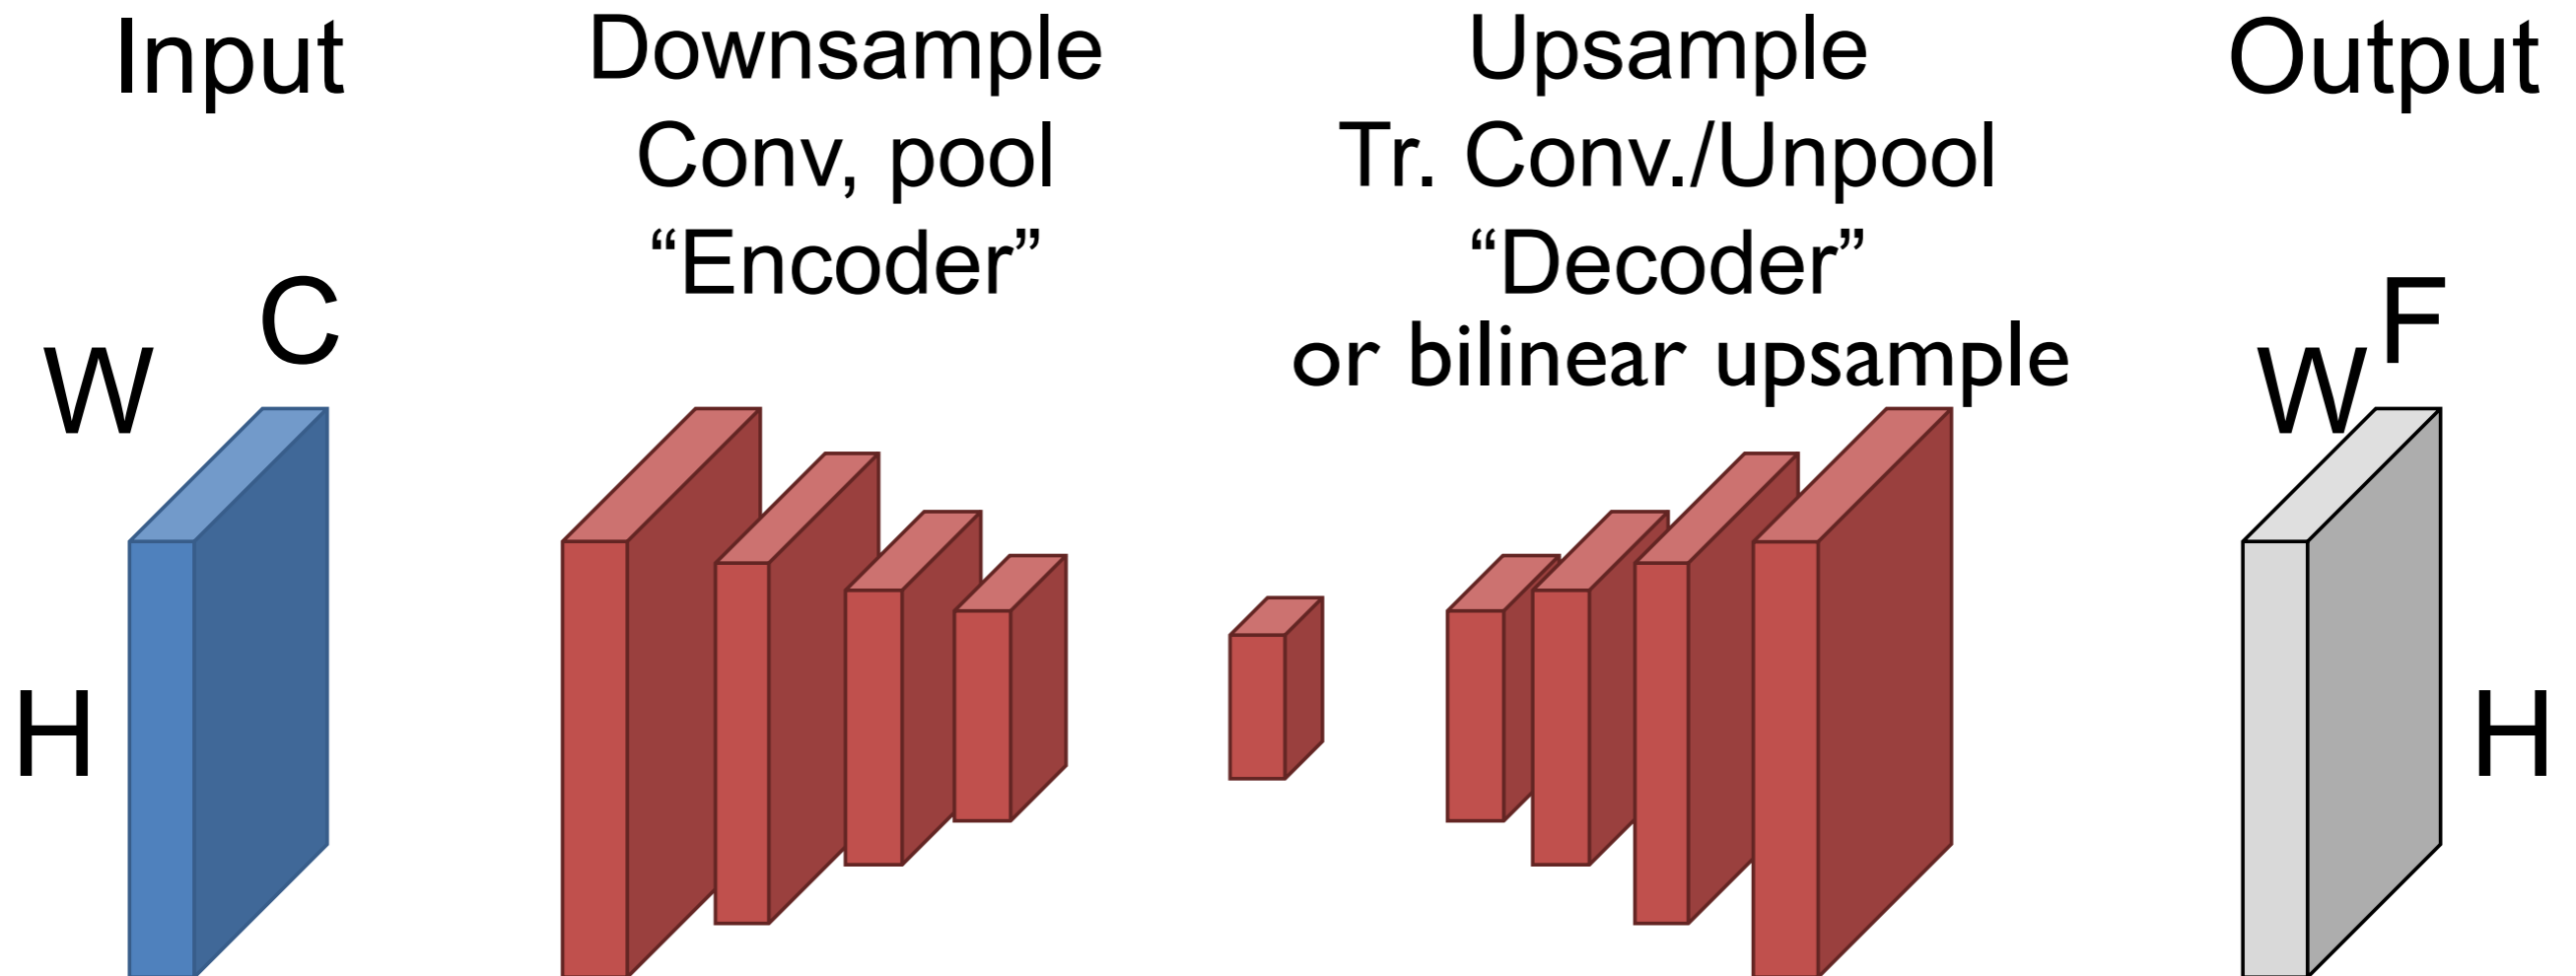 Input
Downsample
Conv, pool
“Encoder”
Upsample
Tr. Conv./Unpool
“Decoder”
or bilinear upsample
Output
C
W
H
F
W
H